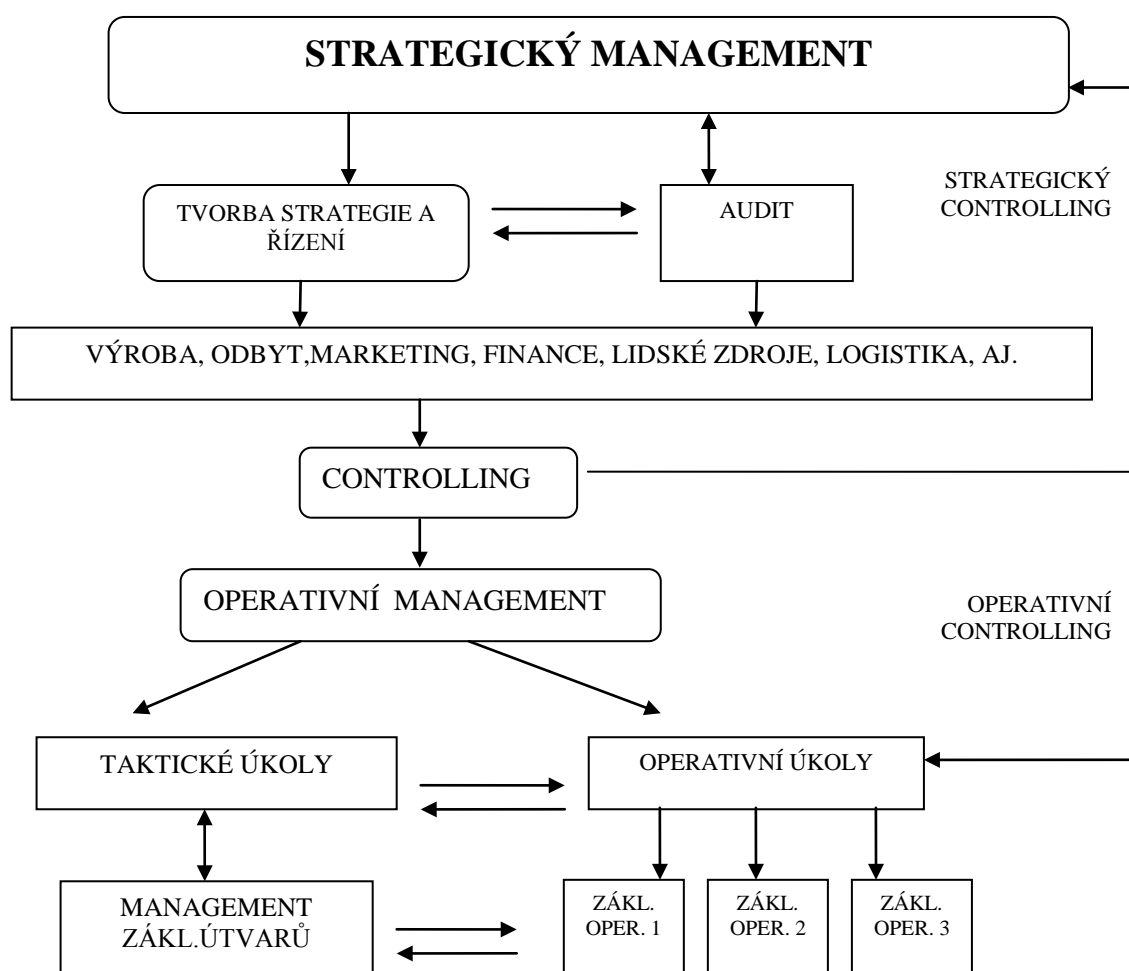 STRATEGICKÝ MANAGEMENT
TVORBA STRATEGIE A
ŘÍZENÍ
AUDIT
STRATEGICKÝ
CONTROLLING
VÝROBA, ODBYT,MARKETING, FINANCE, LIDSKÉ ZDROJE, LOGISTIKA, AJ.
CONTROLLING
OPERATIVNÍ  MANAGEMENT
OPERATIVNÍ
CONTROLLING
TAKTICKÉ ÚKOLY
OPERATIVNÍ ÚKOLY
MANAGEMENT
ZÁKL.ÚTVARŮ
ZÁKL.
OPER. 1
ZÁKL.
OPER. 2
ZÁKL.
OPER. 3